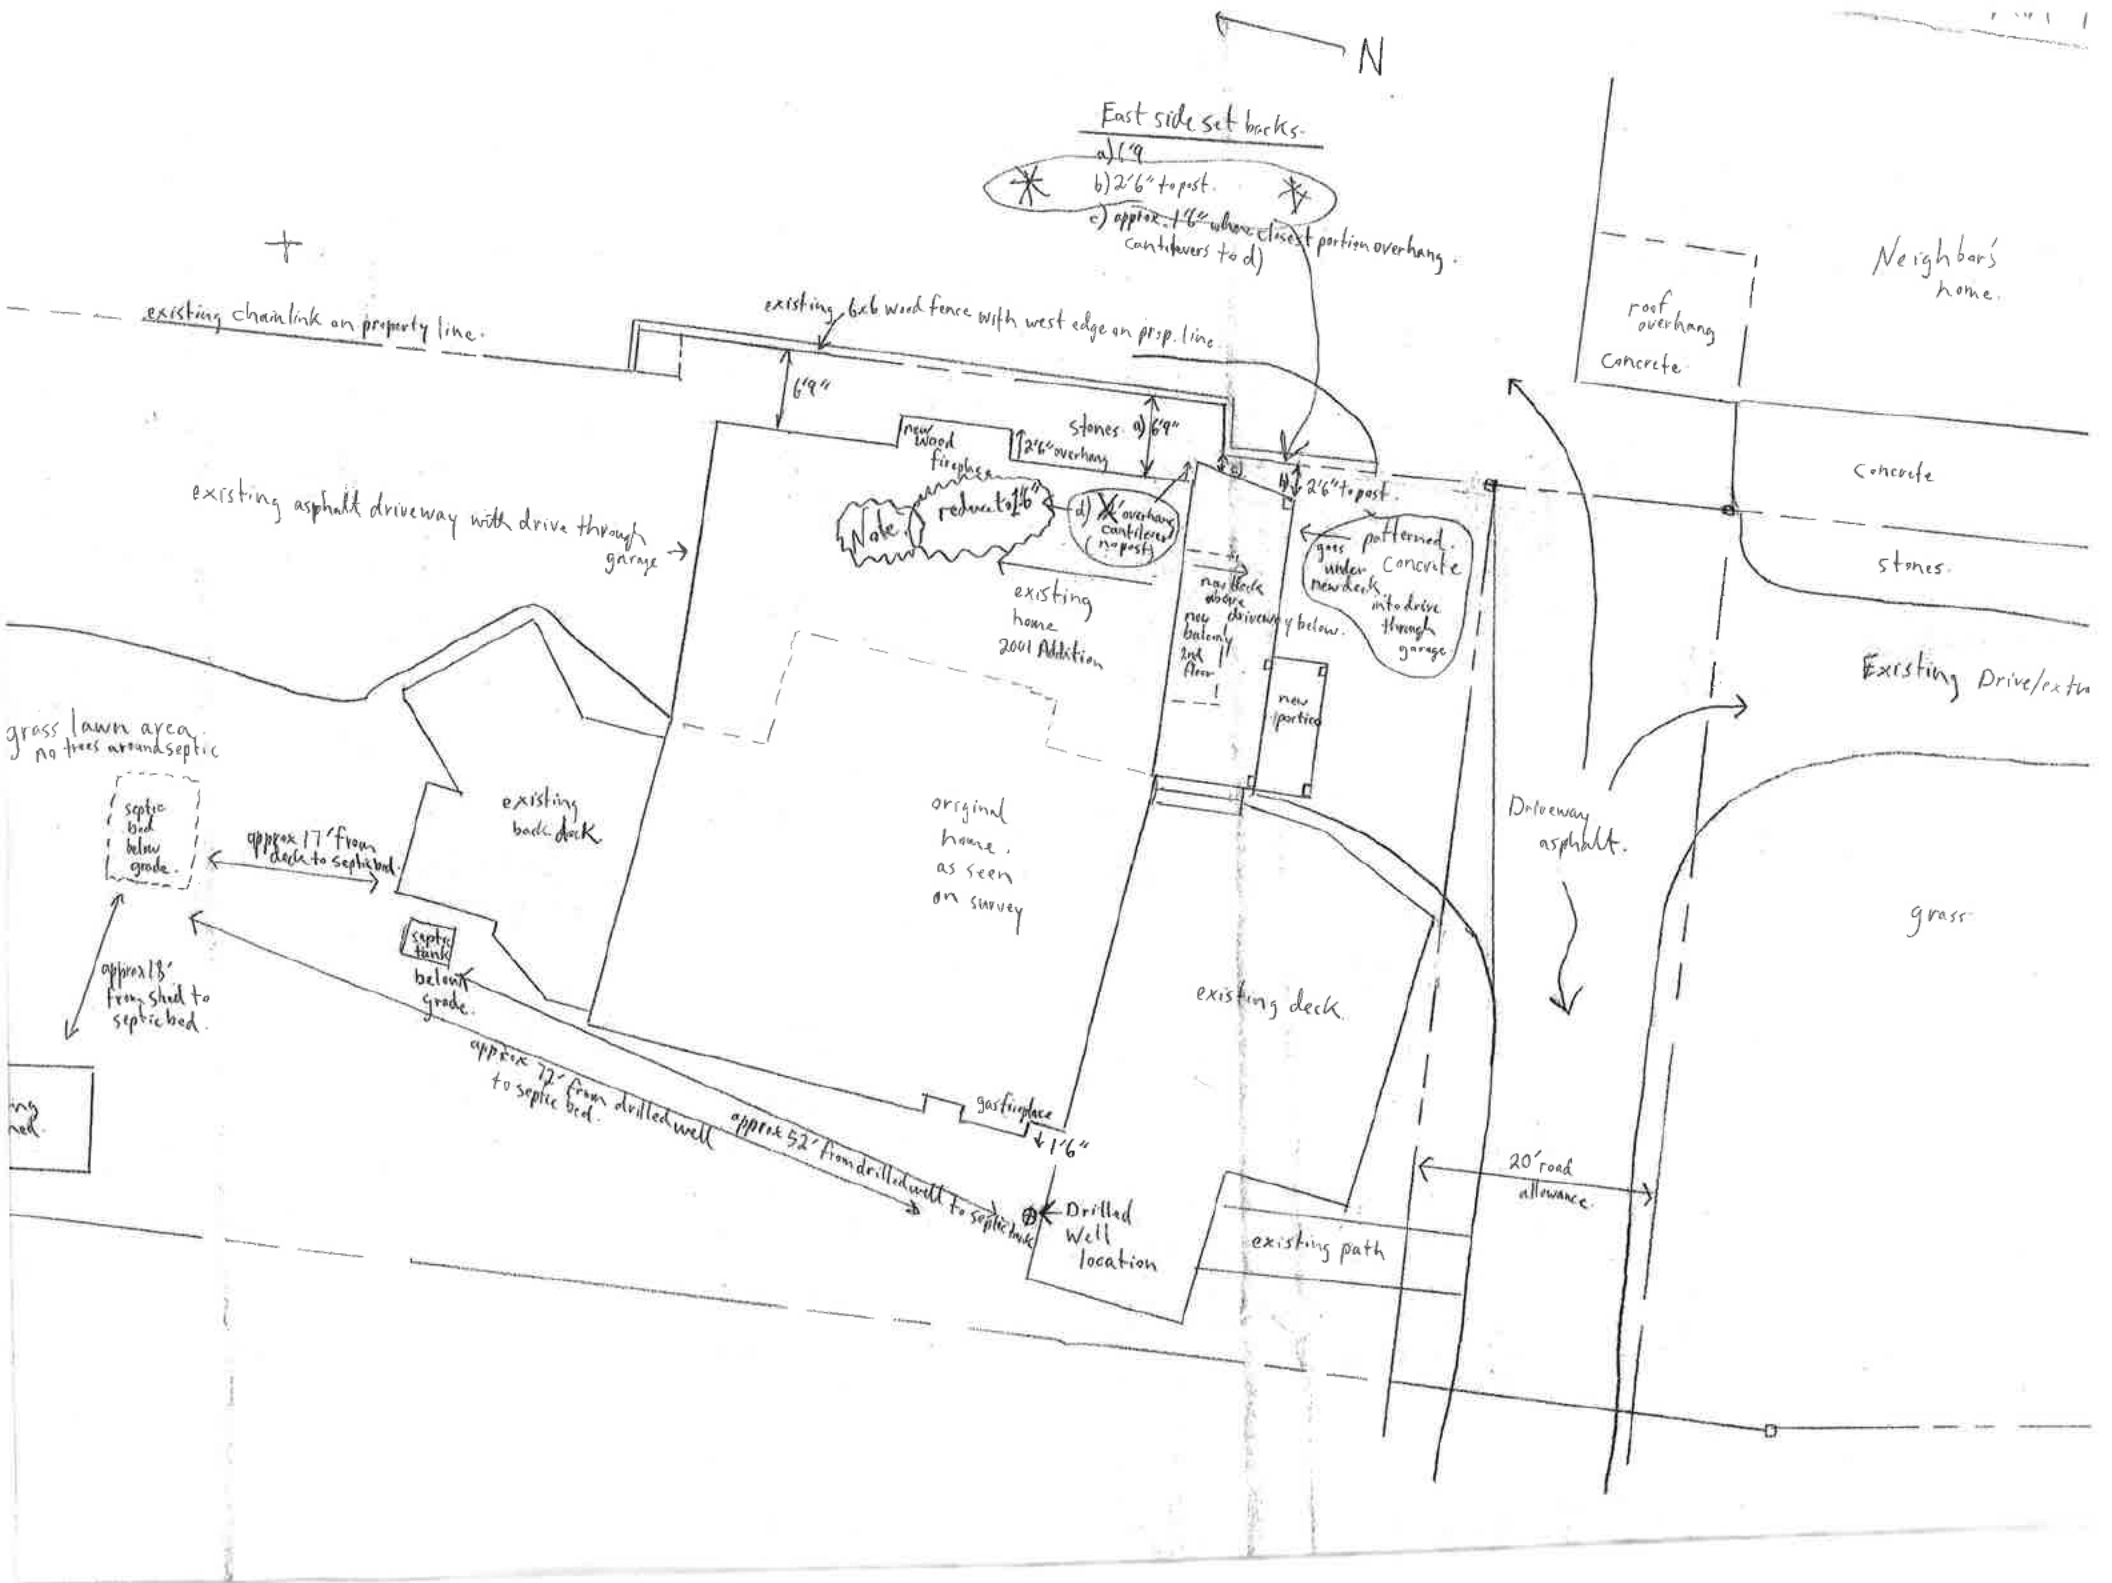 N
East side set backs.
a) 6'9
b) 2'6" to post.
c) approx. 1'6" where closest portion overhang.
cantilevers to d)
Neighbor's
home.
roof
overhang
concrete
existing chainlink on property line.
existing 6x6 wood fence with west edge on prop. line.
6'9"
new
wood
fireplace
2'6" overhang
stones.
a) 6'9"
b)
2'6" to post.
Note.
reduce to 1'6"
d)
overhang
cantilever
(no post)
existing asphalt driveway with drive through
garage
existing
home
2001 Addition
new deck
above
driveway below.
new
balcony
2nd
floor
patterned
concrete
goes
under
new deck
into drive
through
garage
new
portico
concrete
stones.
Existing Drive/extra
Driveway
asphalt.
grass
grass lawn area.
no trees around septic
septic
bed
below
grade.
approx 17' from
deck to septic bed.
existing
back deck.
original
home.
as seen
on survey
septic
tank
below
grade.
approx 18'
from shed to
septic bed.
existing deck.
approx 72' from drilled well
to septic bed.
approx 52' from drilled well to septic tank
gas fireplace
1'6"
Drilled
Well
location
existing path
20' road
allowance.